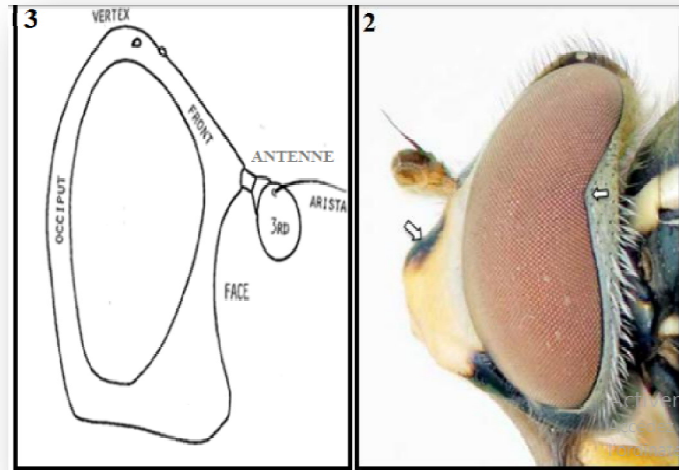 3
VERTEX
FRONT
ANTENNE
OCCIPUT
ARISTA
3RD
FACE
2